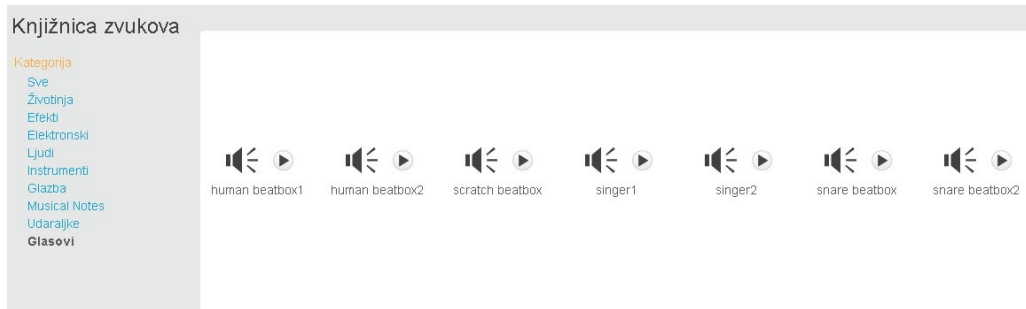 Knjižnica zvukova
Kategorija
Sve
Životinja
Efekti
Elektronski
Ljudi
Instrumenti
Glazba
Musical Notes
Udaraljke
Glasovi
human beatbox1
human beatbox2
scratch beatbox
singer1
singer2
snare beatbox
snare beatbox2